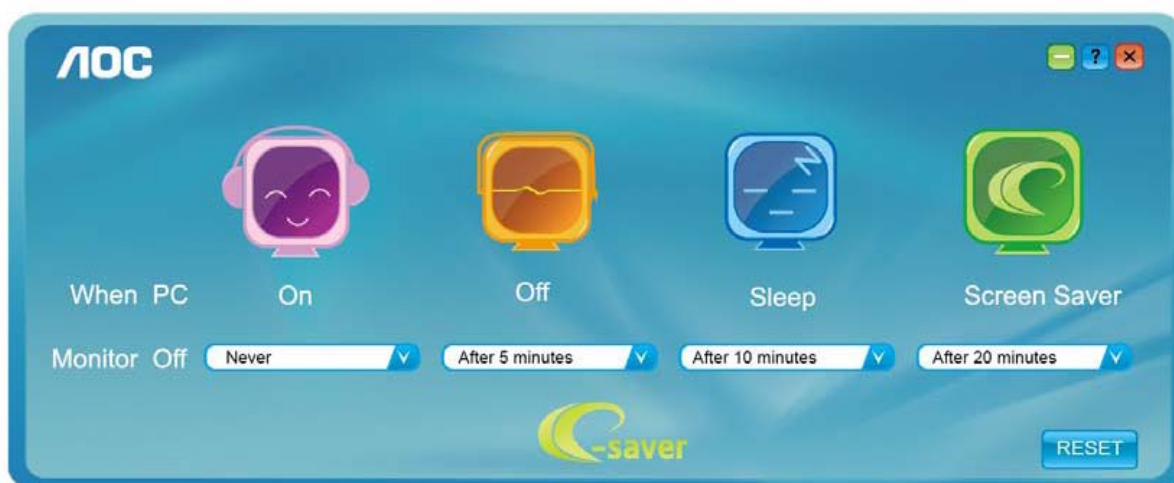 AOC
?
When PC On Off Sleep Screen Saver
Monitor Off Never After 5 minutes After 10 minutes After 20 minutes
e-saver
RESET